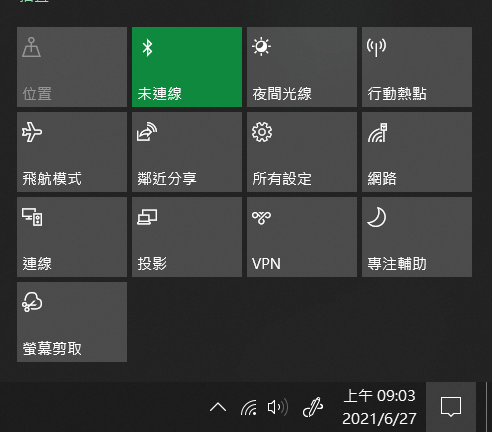 位置
未連線
夜間光線
行動熱點
飛航模式
鄰近分享
所有設定
網路
連線
投影
VPN
專注輔助
螢幕剪取
上午 09:03
2021/6/27